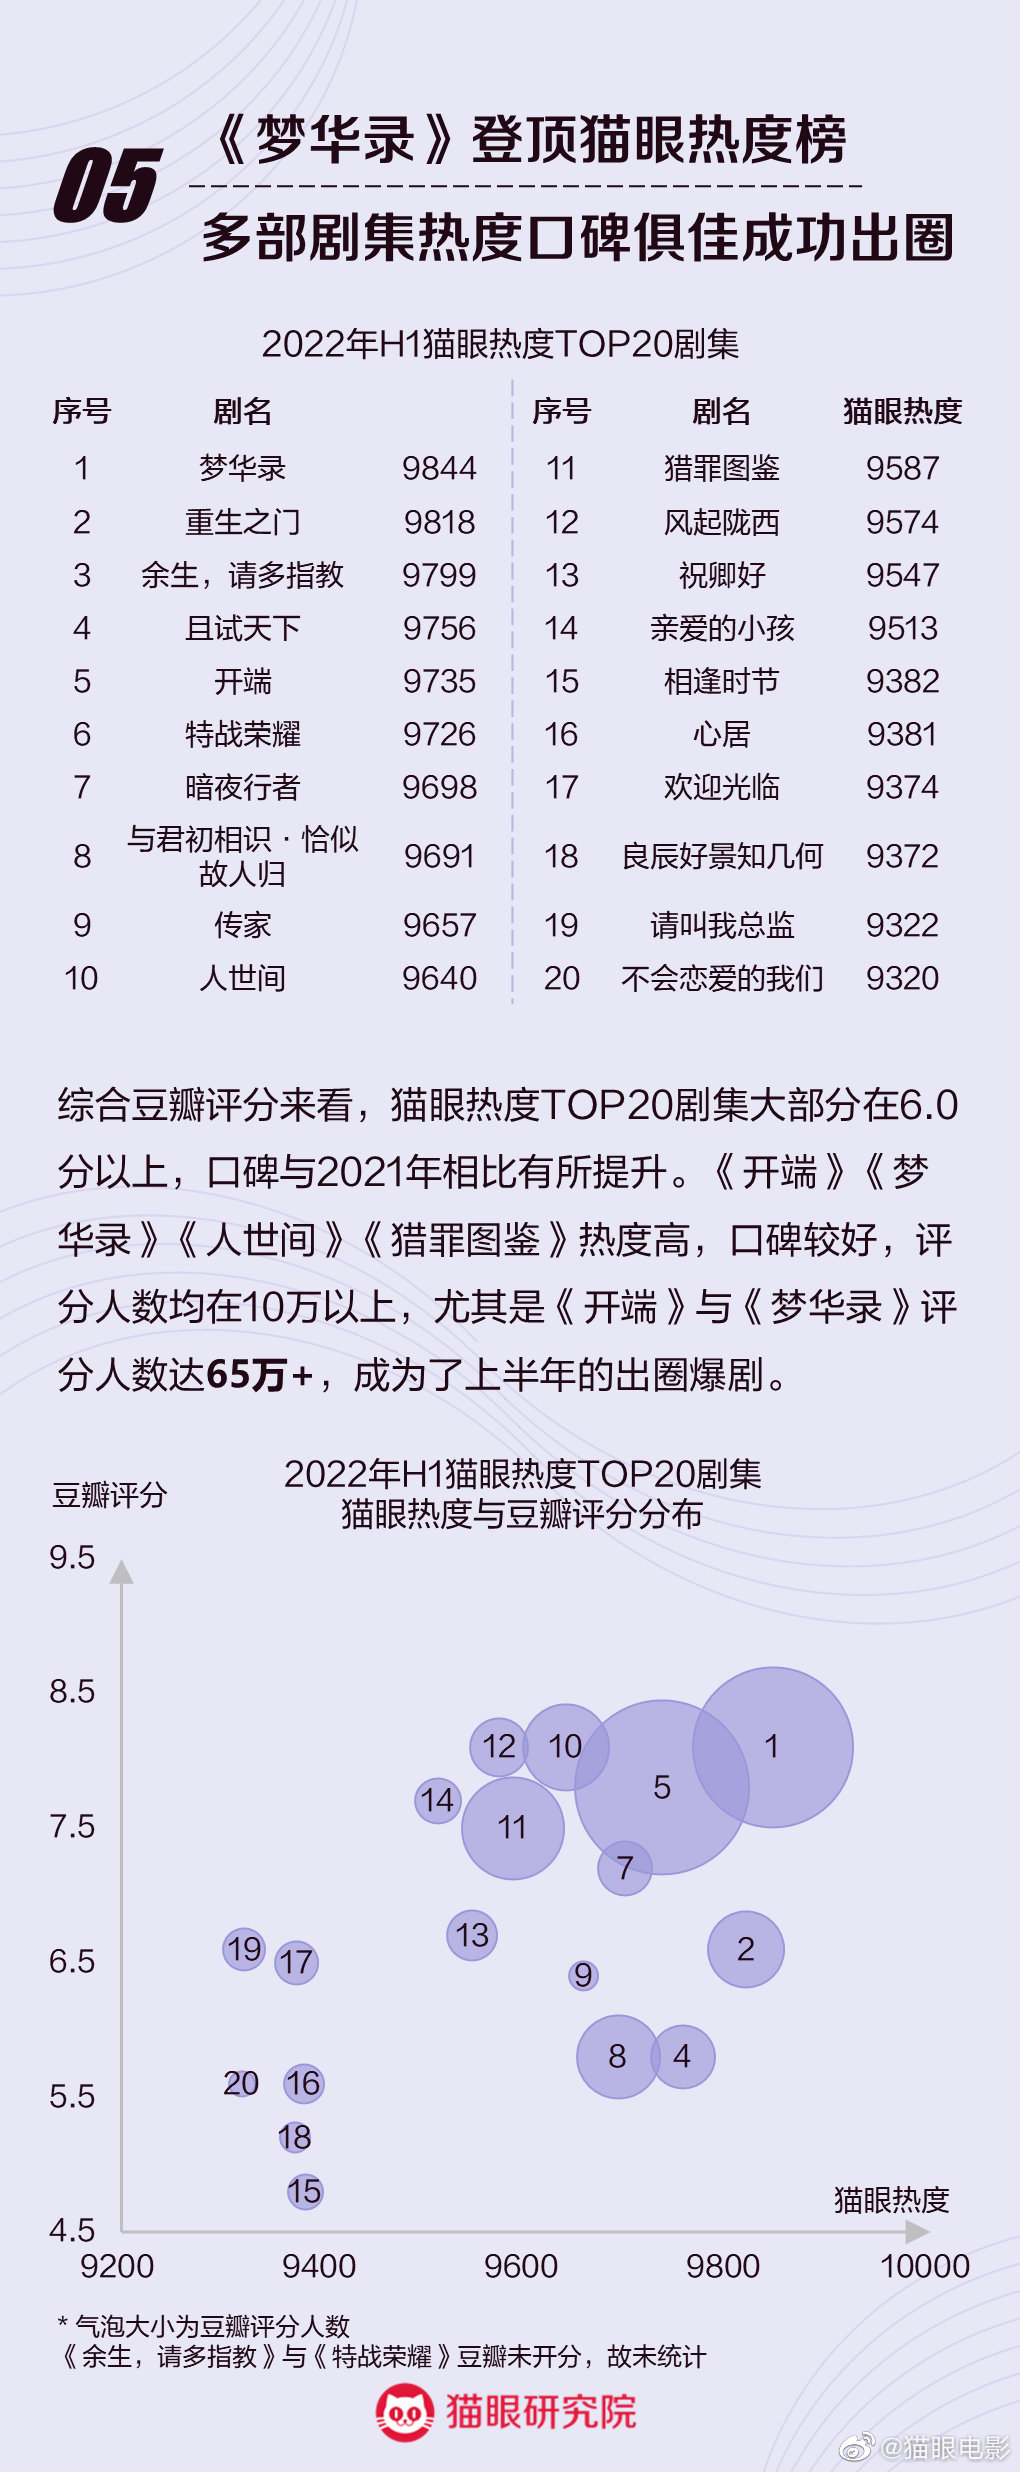 05
《梦华录》登顶猫眼热度榜
多部剧集热度口碑俱佳成功出圈
2022年H1猫眼热度TOP20剧集
序号 剧名 序号 剧名 猫眼热度
1 梦华录 9844 11 猎罪图鉴 9587
2 重生之门 9818 12 风起陇西 9574
3 余生，请多指教 9799 13 祝卿好 9547
4 且试天下 9756 14 亲爱的小孩 9513
5 开端 9735 15 相逢时节 9382
6 特战荣耀 9726 16 心居 9381
7 暗夜行者 9698 17 欢迎光临 9374
8 与君初相识·恰似 9691 18 良辰好景知几何 9372
故人归
9 传家 9657 19 请叫我总监 9322
10 人世间 9640 20 不会恋爱的我们 9320
综合豆瓣评分来看，猫眼热度TOP20剧集大部分在6.0
分以上，口碑与2021年相比有所提升。《开端》《梦
华录》《人世间》《猎罪图鉴》热度高，口碑较好，评
分人数均在10万以上，尤其是《开端》与《梦华录》评
分人数达65万+，成为了上半年的出圈爆剧。
2022年H1猫眼热度TOP20剧集
猫眼热度与豆瓣评分分布
豆瓣评分
9.5
8.5
12 10 1
5
14
7.5
11
7
13
19 17 2
6.5
9
8 4
20 16
5.5
18
15
猫眼热度
4.5
9200 9400 9600 9800 10000
* 气泡大小为豆瓣评分人数
《余生，请多指教》与《特战荣耀》豆瓣未开分，故未统计
猫眼研究院
@猫眼电影